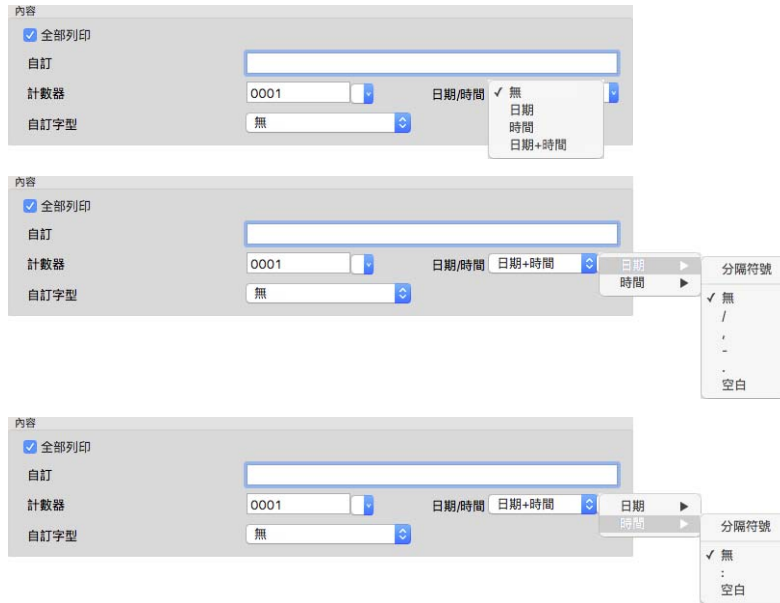 內容
全部列印
自訂
計數器 0001 日期/時間 ✓ 無
日期
時間
日期+時間
自訂字型 無
內容
全部列印
自訂
計數器 0001 日期/時間 日期+時間 日期 ▶
時間 ▶
自訂字型 無
分隔符號
✓ 無
/
,
-
.
空白
內容
全部列印
自訂
計數器 0001 日期/時間 日期+時間 日期 ▶
時間 ▶
自訂字型 無
分隔符號
✓ 無
:
空白